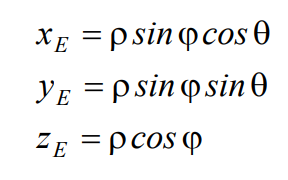 x_E = ρ sin φ cos θ
y_E = ρ sin φ sin θ
z_E = ρ cos φ